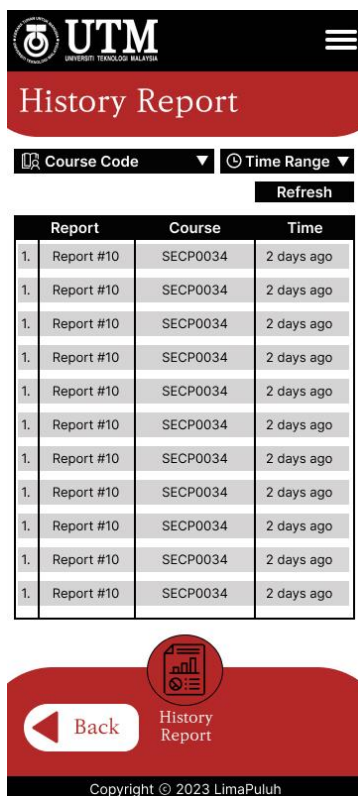 UTM
UNIVERSITI TEKNOLOGI MALAYSIA
History Report
Course Code ▼
Time Range ▼
Refresh
Report Course Time
1. Report #10 SECP0034 2 days ago
1. Report #10 SECP0034 2 days ago
1. Report #10 SECP0034 2 days ago
1. Report #10 SECP0034 2 days ago
1. Report #10 SECP0034 2 days ago
1. Report #10 SECP0034 2 days ago
1. Report #10 SECP0034 2 days ago
1. Report #10 SECP0034 2 days ago
1. Report #10 SECP0034 2 days ago
1. Report #10 SECP0034 2 days ago
1. Report #10 SECP0034 2 days ago
Back
History
Report
Copyright © 2023 LimaPuluh